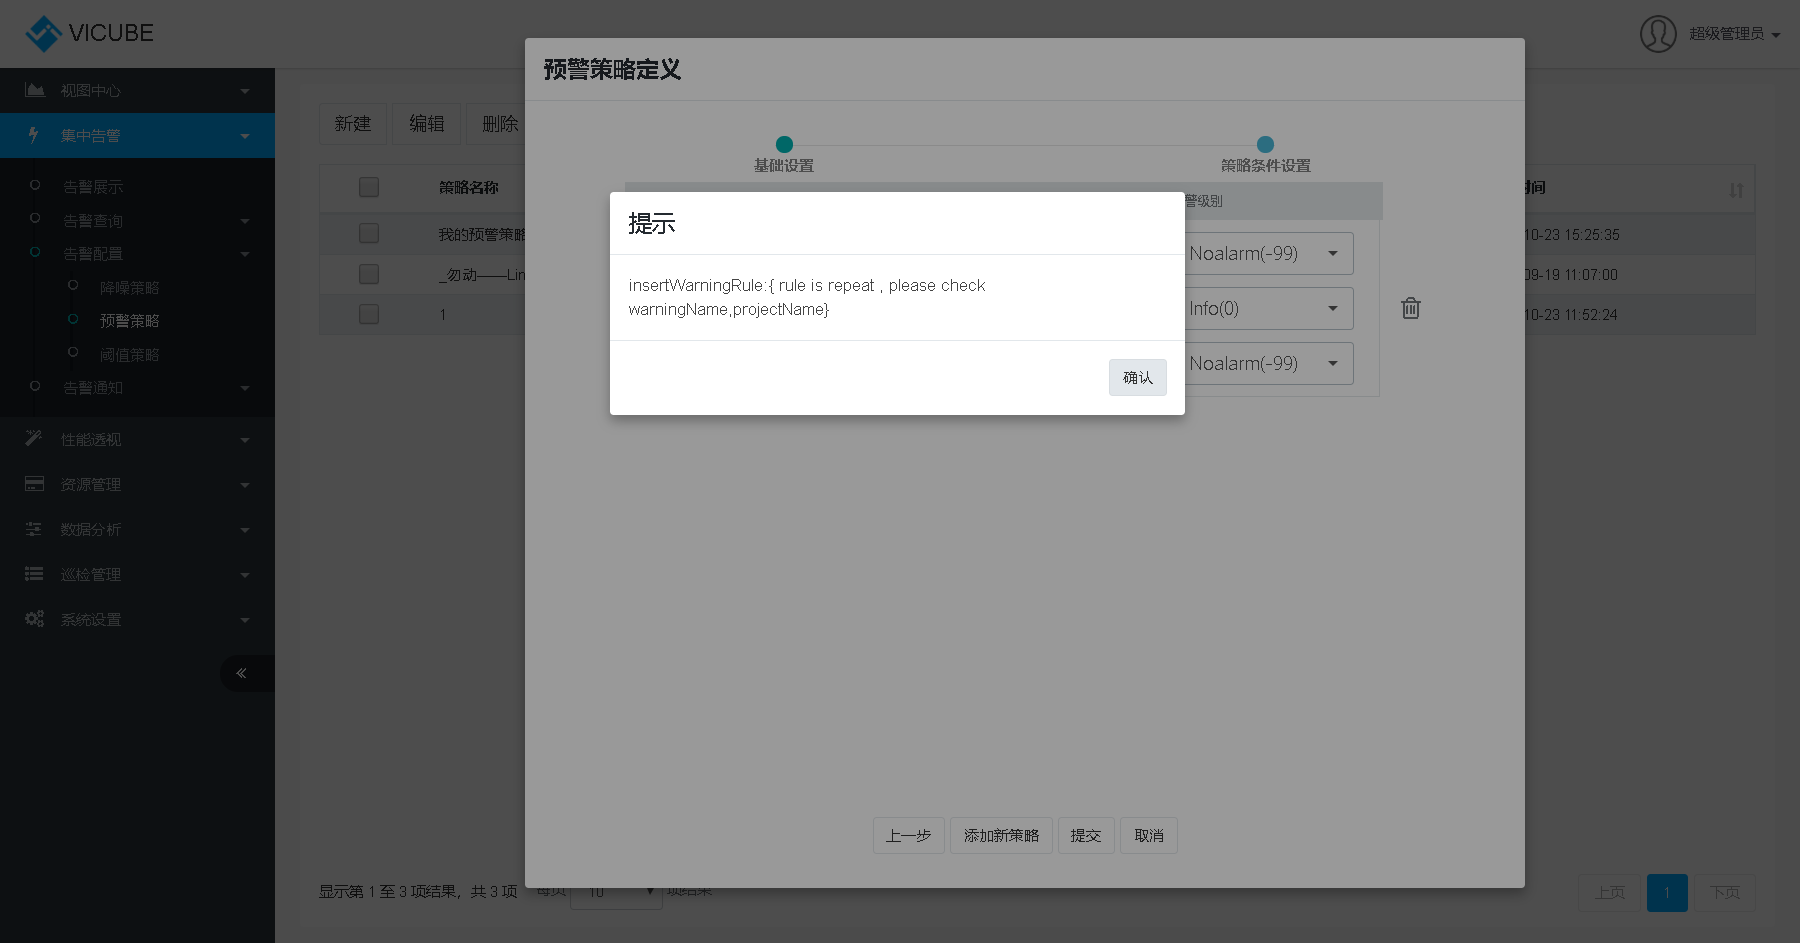 VICUBE
超级管理员
视图中心
集中告警
告警展示
告警查询
告警配置
降噪策略
预警策略
阈值策略
告警通知
性能透视
资源管理
数据分析
巡检管理
系统设置
新建 编辑 删除
策略名称
我的预警策略
_勿动——Lin
1
时间
10-23 15:25:35
09-19 11:07:00
10-23 11:52:24
预警策略定义
基础设置 策略条件设置
警级别
Noalarm(-99)
Info(0)
Noalarm(-99)
提示
insertWarningRule:{ rule is repeat , please check
warningName,projectName}
确认
上一步 添加新策略 提交 取消
显示第 1 至 3 项结果，共 3 项 每页 10 项结果
上页 1 下页